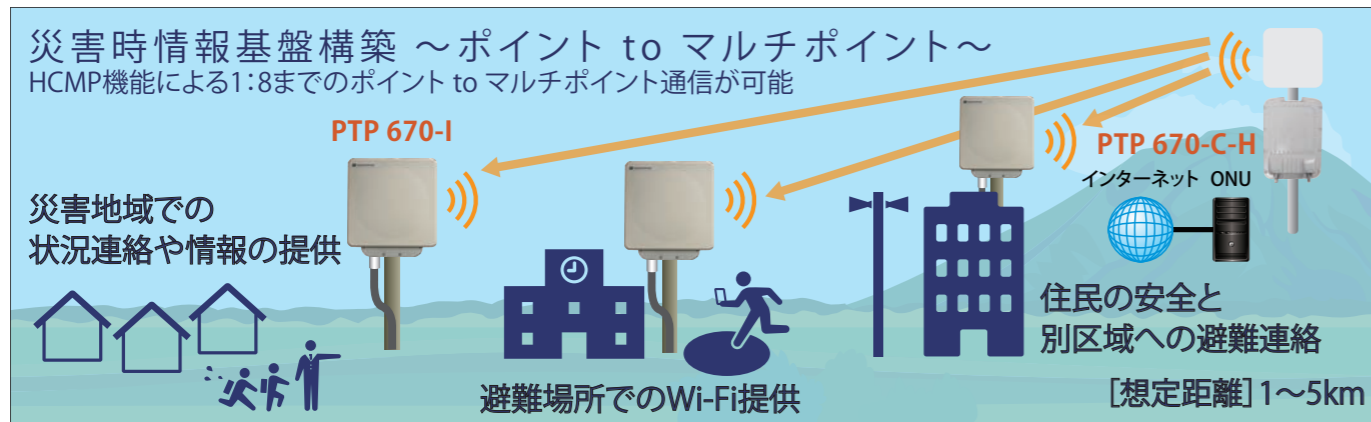 災害時情報基盤構築 ～ポイント to マルチポイント～
HCMP機能による1：8までのポイント to マルチポイント通信が可能
PTP 670-I
PTP 670-C-H
インターネット ONU
災害地域での
状況連絡や情報の提供
避難場所でのWi-Fi提供
住民の安全と
別区域への避難連絡
［想定距離］1～5km